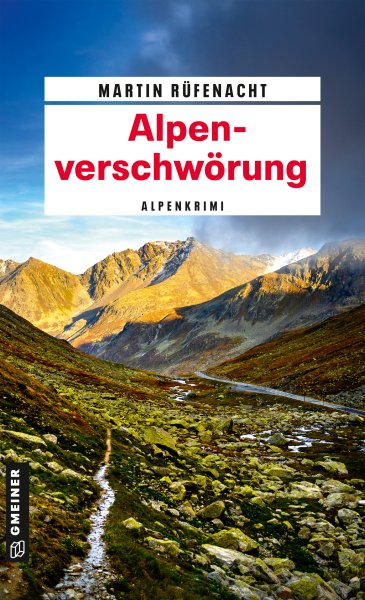 MARTIN RÜFENACHT
Alpen-
verschwörung
ALPENKRIMI
GMEINER